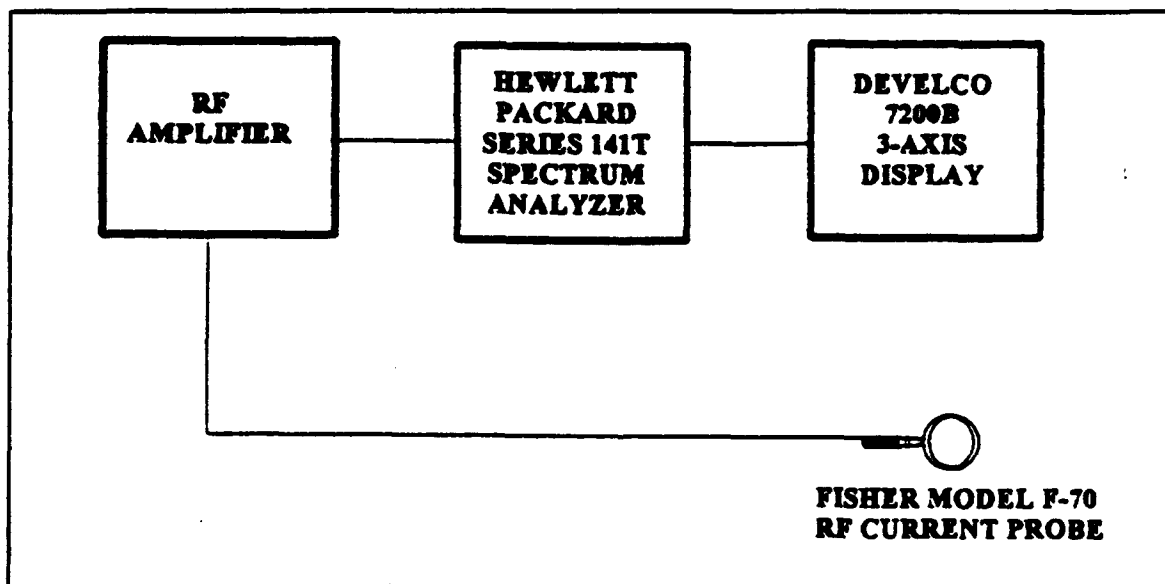 RF
AMPLIFIER
HEWLETT
PACKARD
SERIES 141T
SPECTRUM
ANALYZER
DEVELCO
7200B
3-AXIS
DISPLAY
FISHER MODEL F-70
RF CURRENT PROBE